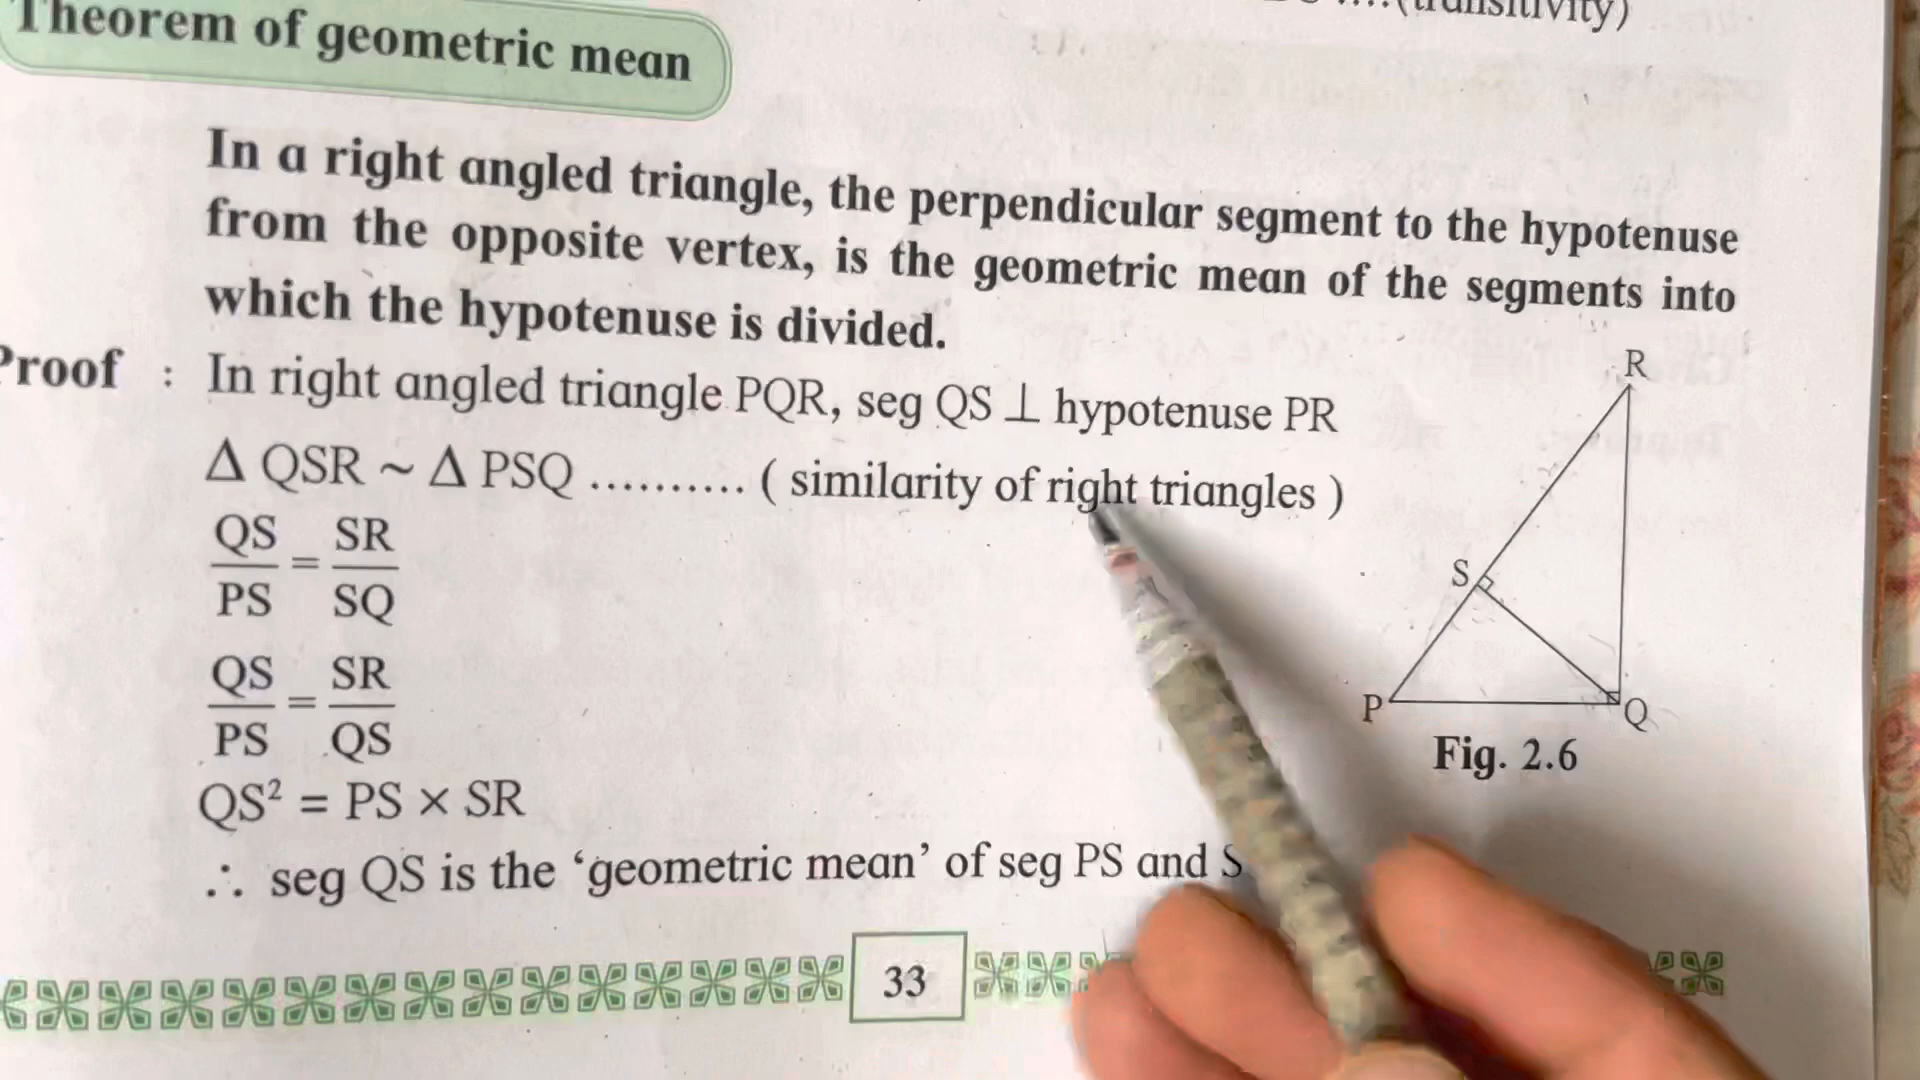 ....(transitivity)
Theorem of geometric mean
In a right angled triangle, the perpendicular segment to the hypotenuse
from the opposite vertex, is the geometric mean of the segments into
which the hypotenuse is divided.
Proof : In right angled triangle PQR, seg QS ⊥ hypotenuse PR
Δ QSR ~ Δ PSQ .......... ( similarity of right triangles )
QS/PS = SR/SQ
QS/PS = SR/QS
QS² = PS × SR
∴ seg QS is the ‘geometric mean’ of seg PS and S
R
S
P
Q
Fig. 2.6
33